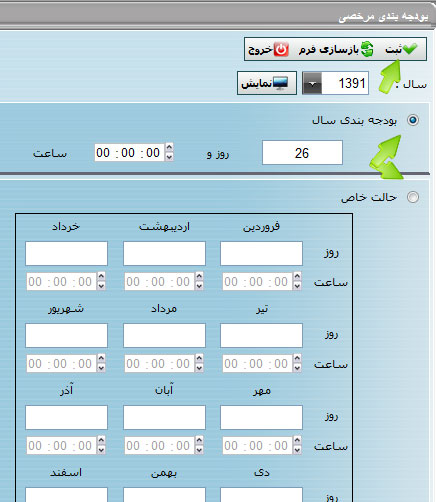 بودجه بندی مرخصی
ثبت بازسازی فرم خروج
سال : 1391 نمایش
بودجه بندی سال
26 روز و 00 : 00 : 00 ساعت
حالت خاص
فروردین اردیبهشت خرداد
روز
ساعت 00 : 00 : 00 00 : 00 : 00 00 : 00 : 00
تیر مرداد شهریور
روز
ساعت 00 : 00 : 00 00 : 00 : 00 00 : 00 : 00
مهر آبان آذر
روز
ساعت 00 : 00 : 00 00 : 00 : 00 00 : 00 : 00
دی بهمن اسفند
روز